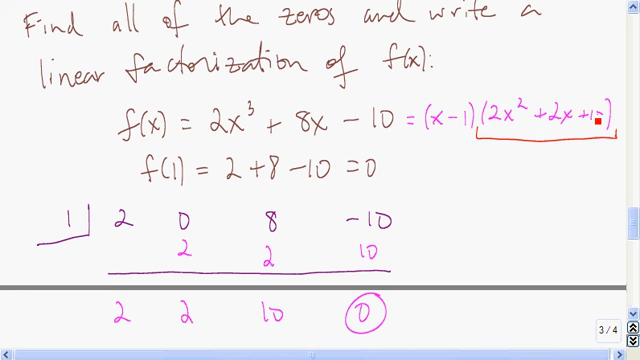 Find all of the zeros and write a
linear factorization of f(x):
f(x) = 2x³ + 8x - 10 = (x-1)(2x² + 2x + 10)
f(1) = 2+8-10 = 0
1 2 0 8 -10
2 2 10
2 2 10 0
3 / 4